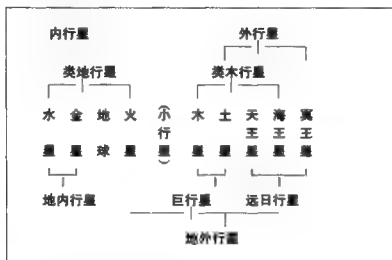 内行星 外行星
类地行星 类木行星
水星 金星 地球 火星 (小行星) 木星 土星 天王星 海王星 冥王星
地内行星 巨行星 远日行星
地外行星